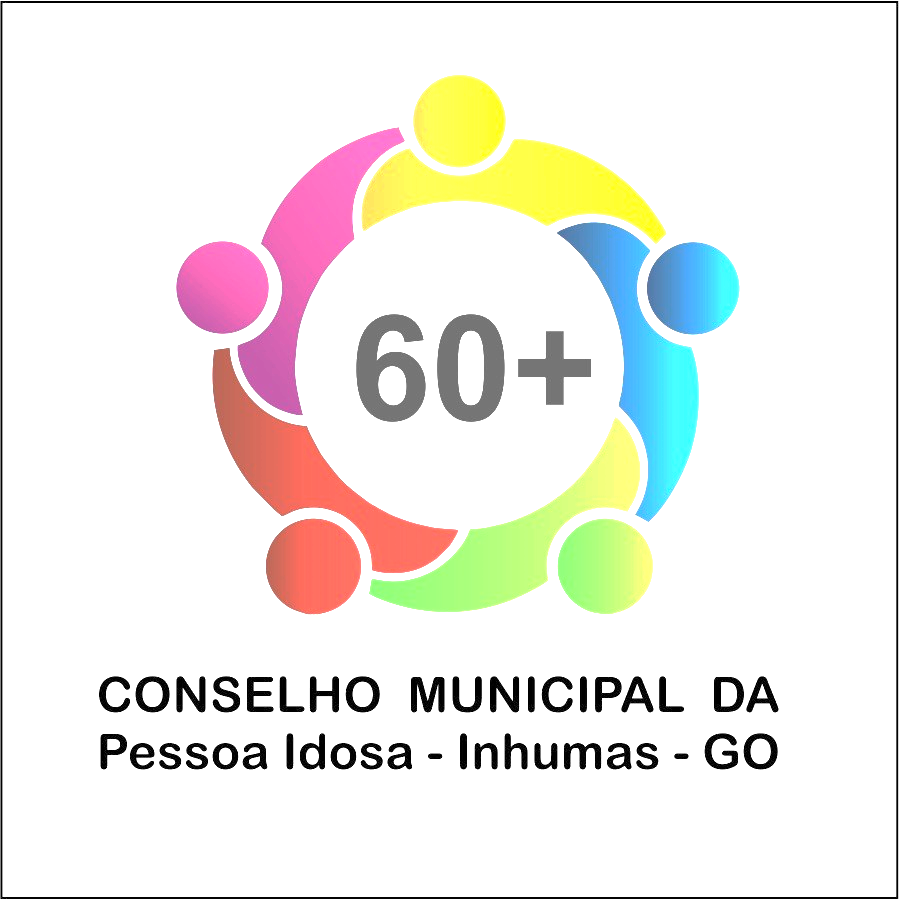 60+
CONSELHO MUNICIPAL DA
Pessoa Idosa - Inhumas - GO